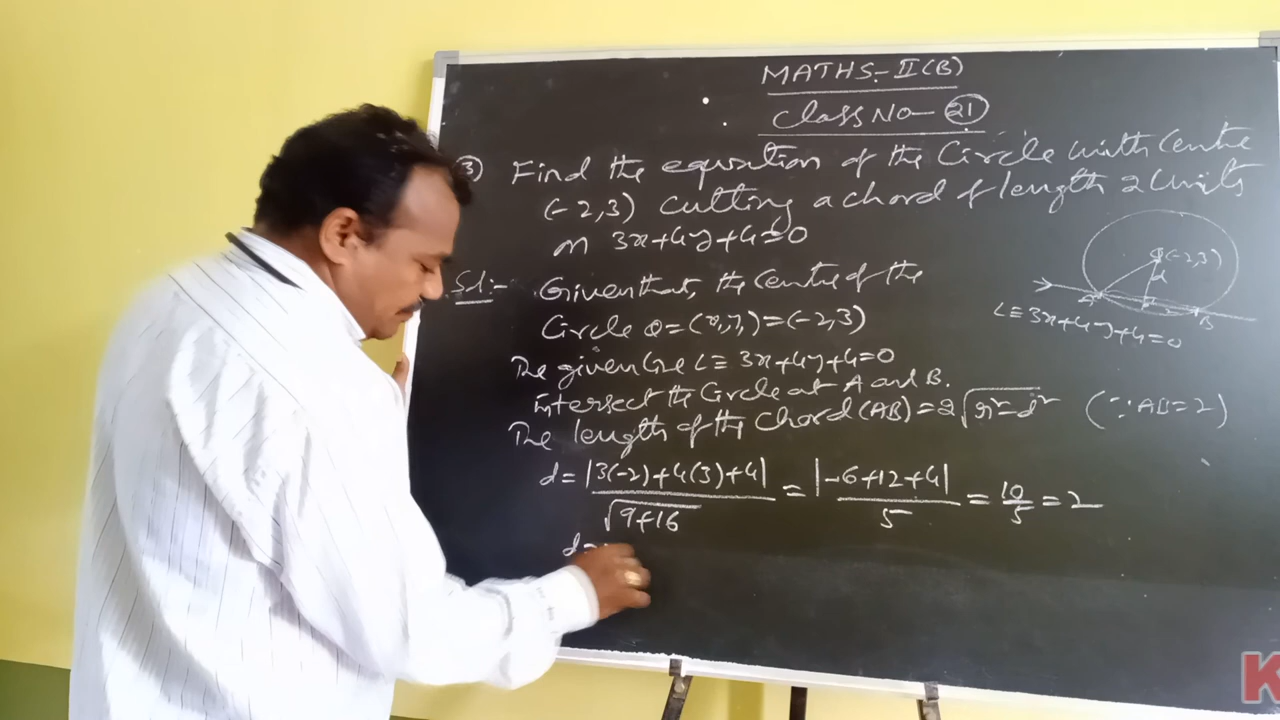 MATHS-II(B)
Class No- 21
3) Find the equation of the Circle with Centre
(-2,3) cutting a chord of length 2 units
on 3x+4y+4=0
Sol:- Given that, the Centre of the
Circle =(x,y,)=(-2,3)
The given line L≡ 3x+4y+4=0
intersect the Circle at A and B.
The length of the Chord (AB)=2√r²-d² (∵AB=2)
d=|3(-2)+4(3)+4|/√9+16 = |-6+12+4|/5 = 10/5 = 2
d=
(-2,3)
d
A
B
L≡3x+4y+4=0
K